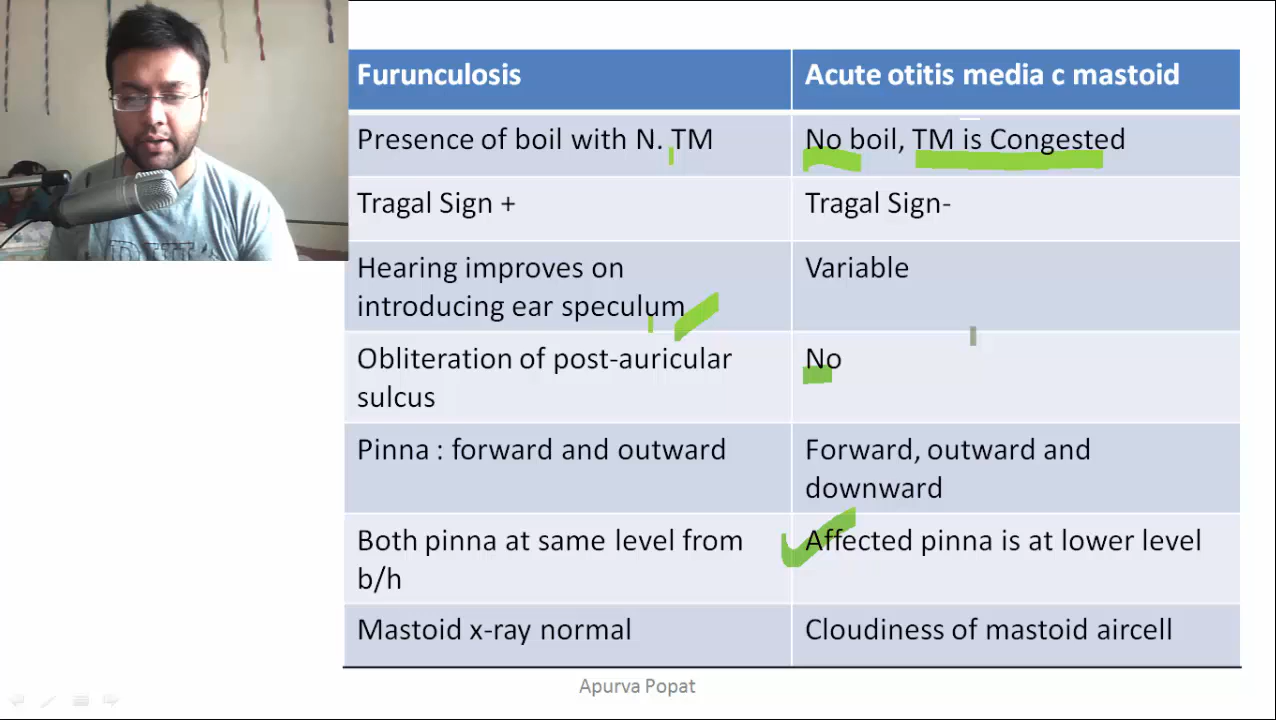 Furunculosis
Acute otitis media c mastoid
Presence of boil with N. TM
No boil, TM is Congested
Tragal Sign +
Tragal Sign-
Hearing improves on
introducing ear speculum
Variable
Obliteration of post-auricular
sulcus
No
Pinna : forward and outward
Forward, outward and
downward
Both pinna at same level from
b/h
Affected pinna is at lower level
Mastoid x-ray normal
Cloudiness of mastoid aircell
Apurva Popat